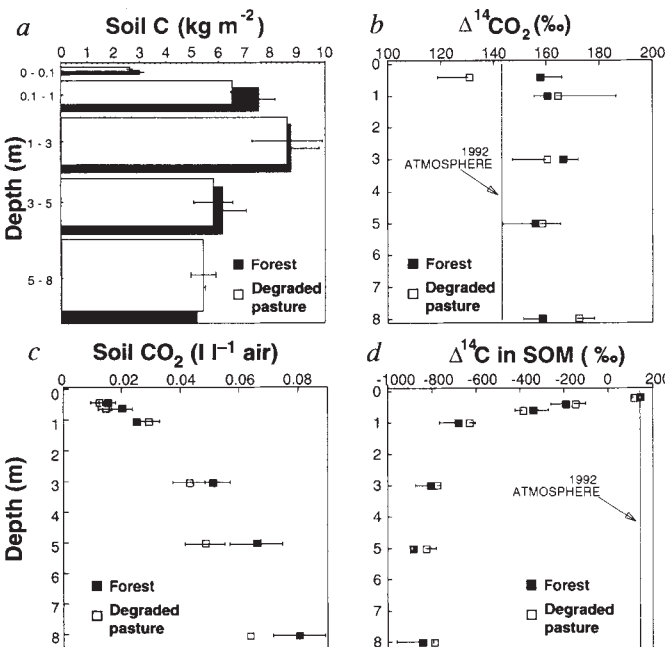 a Soil C (kg m⁻²)
0 1 2 3 4 5 6 7 8 9 10
Depth (m)
0 - 0.1
0.1 - 1
1 - 3
3 - 5
5 - 8
Forest
Degraded
pasture
b Δ¹⁴CO₂(‰)
100 120 140 160 180 200
0
1
2
3
4
5
6
7
8
1992
ATMOSPHERE
Forest
Degraded
pasture
c Soil CO₂ (l l⁻¹ air)
0 0.02 0.04 0.06 0.08
Depth (m)
0
1
2
3
4
5
6
7
8
Forest
Degraded
pasture
d Δ¹⁴C in SOM (‰)
-1000 -800 -600 -400 -200 0 200
0
1
2
3
4
5
6
7
8
1992
ATMOSPHERE
Forest
Degraded
pasture